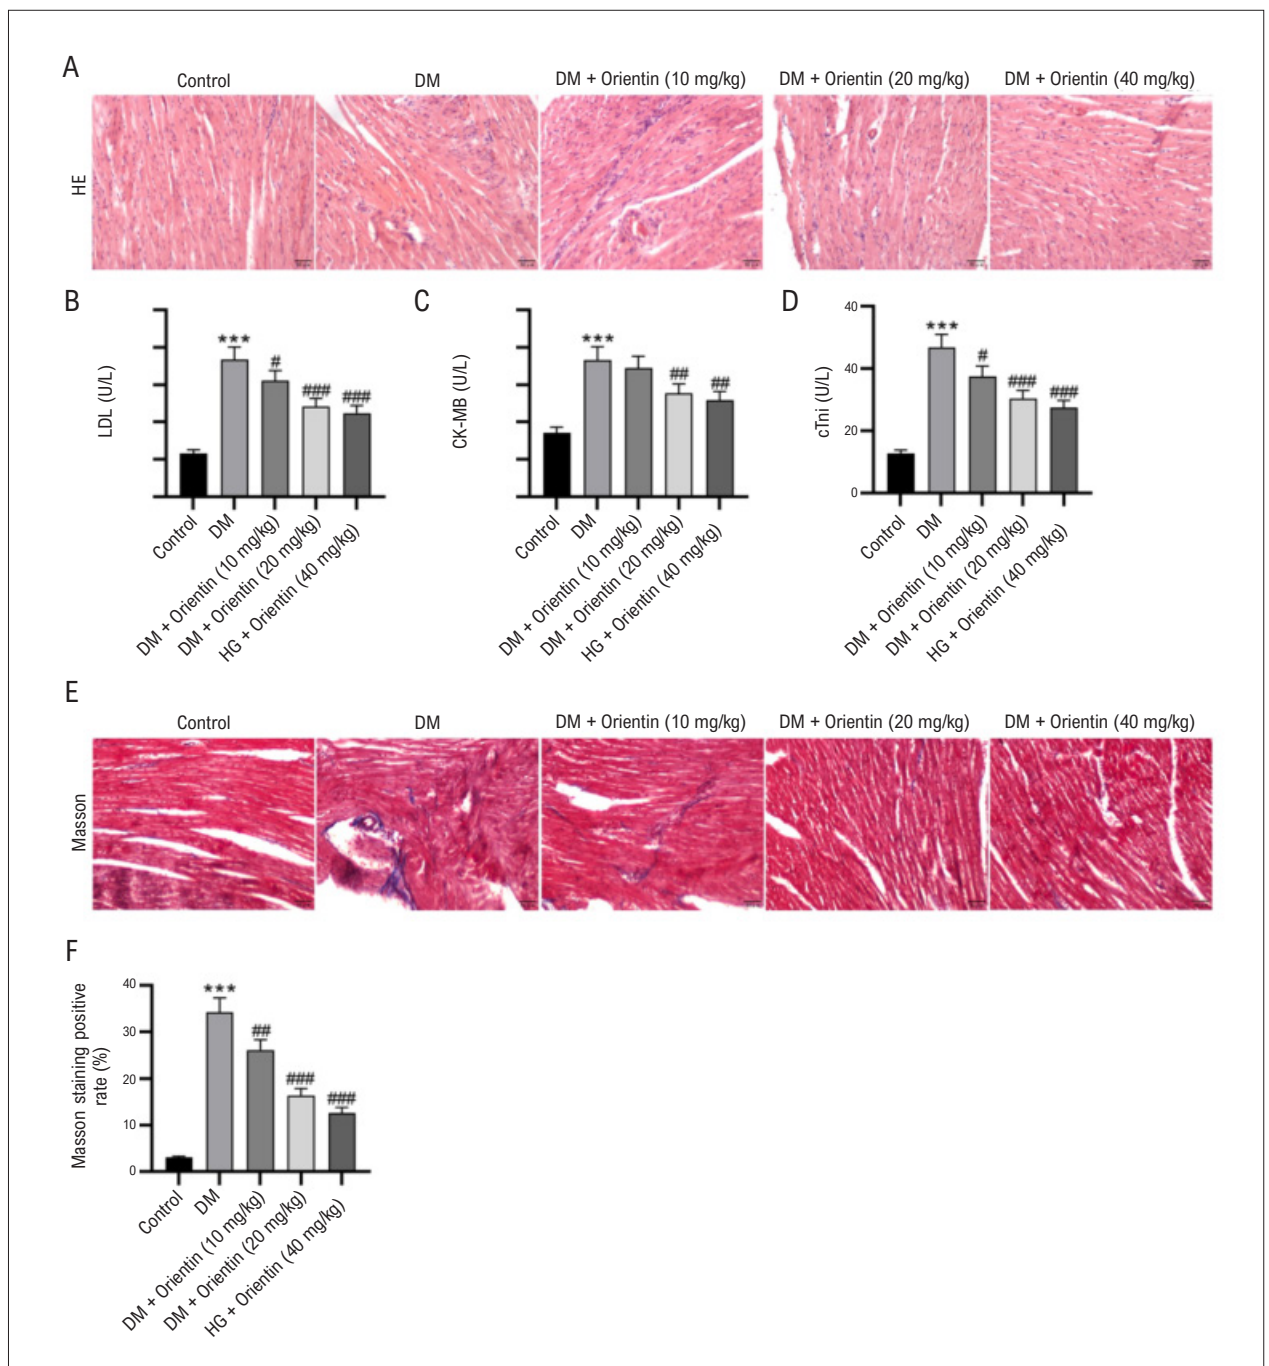 A
Control
DM
DM + Orientin (10 mg/kg)
DM + Orientin (20 mg/kg)
DM + Orientin (40 mg/kg)
HE
B
LDL (U/L)
***
#
###
###
Control
DM
DM + Orientin (10 mg/kg)
DM + Orientin (20 mg/kg)
HG + Orientin (40 mg/kg)
C
CK-MB (U/L)
***
##
##
Control
DM
DM + Orientin (10 mg/kg)
DM + Orientin (20 mg/kg)
HG + Orientin (40 mg/kg)
D
cTni (U/L)
40
40
20
0
***
#
###
###
Control
DM
DM + Orientin (10 mg/kg)
DM + Orientin (20 mg/kg)
HG + Orientin (40 mg/kg)
E
Control
DM
DM + Orientin (10 mg/kg)
DM + Orientin (20 mg/kg)
DM + Orientin (40 mg/kg)
Masson
F
Masson staining positive
rate (%)
40
30
20
10
0
***
##
###
###
Control
DM
DM + Orientin (10 mg/kg)
DM + Orientin (20 mg/kg)
HG + Orientin (40 mg/kg)